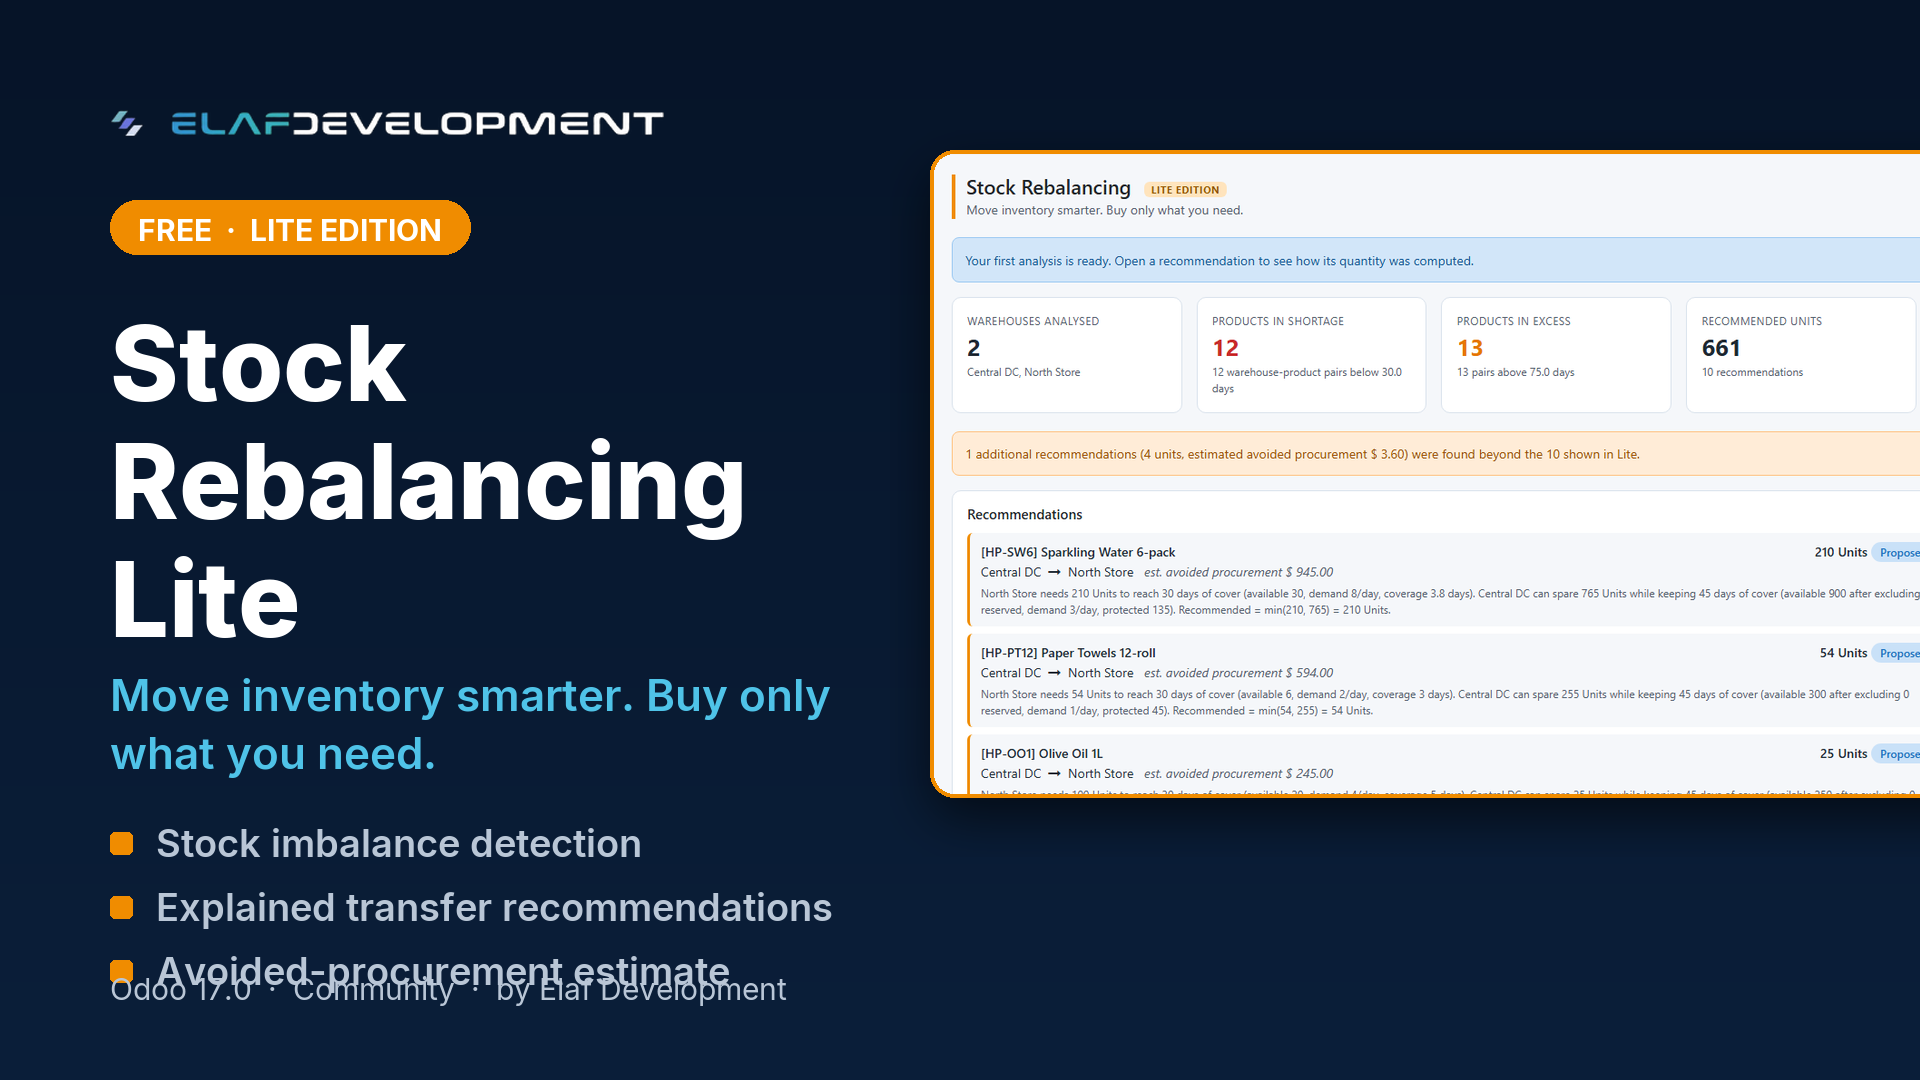 ELAFDEVELOPMENT
FREE · LITE EDITION
Stock
Rebalancing
Lite
Move inventory smarter. Buy only
what you need.
Stock imbalance detection
Explained transfer recommendations
Avoided-procurement estimate
Odoo 17.0 · Community · by Elaf Development
Stock Rebalancing LITE EDITION
Move inventory smarter. Buy only what you need.
Your first analysis is ready. Open a recommendation to see how its quantity was computed.
WAREHOUSES ANALYSED
2
Central DC, North Store
PRODUCTS IN SHORTAGE
12
12 warehouse-product pairs below 30.0
days
PRODUCTS IN EXCESS
13
13 pairs above 75.0 days
RECOMMENDED UNITS
661
10 recommendations
1 additional recommendations (4 units, estimated avoided procurement $ 3.60) were found beyond the 10 shown in Lite.
Recommendations
[HP-SW6] Sparkling Water 6-pack 210 Units Propose
Central DC → North Store est. avoided procurement $ 945.00
North Store needs 210 Units to reach 30 days of cover (available 30, demand 8/day, coverage 3.8 days). Central DC can spare 765 Units while keeping 45 days of cover (available 900 after excluding
reserved, demand 3/day, protected 135). Recommended = min(210, 765) = 210 Units.
[HP-PT12] Paper Towels 12-roll 54 Units Propose
Central DC → North Store est. avoided procurement $ 594.00
North Store needs 54 Units to reach 30 days of cover (available 6, demand 2/day, coverage 3 days). Central DC can spare 255 Units while keeping 45 days of cover (available 300 after excluding 0
reserved, demand 1/day, protected 45). Recommended = min(54, 255) = 54 Units.
[HP-OO1] Olive Oil 1L 25 Units Propose
Central DC → North Store est. avoided procurement $ 245.00